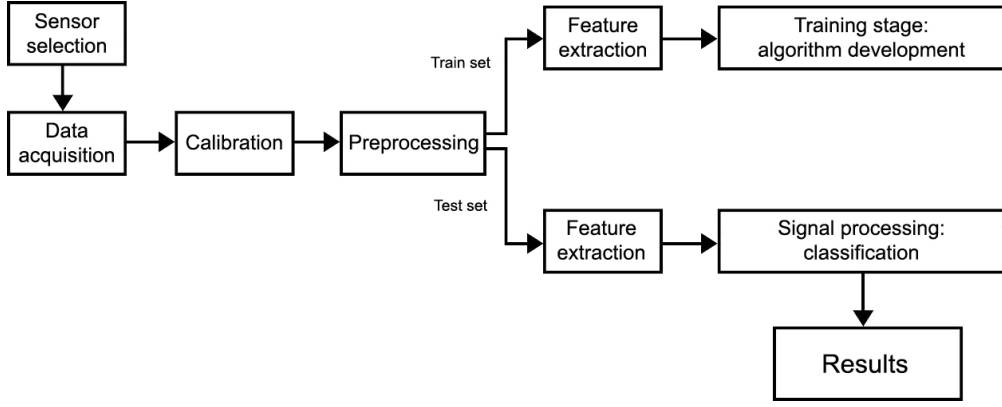 Sensor
selection
Data
acquisition
Calibration
Preprocessing
Train set
Feature
extraction
Training stage:
algorithm development
Test set
Feature
extraction
Signal processing:
classification
Results